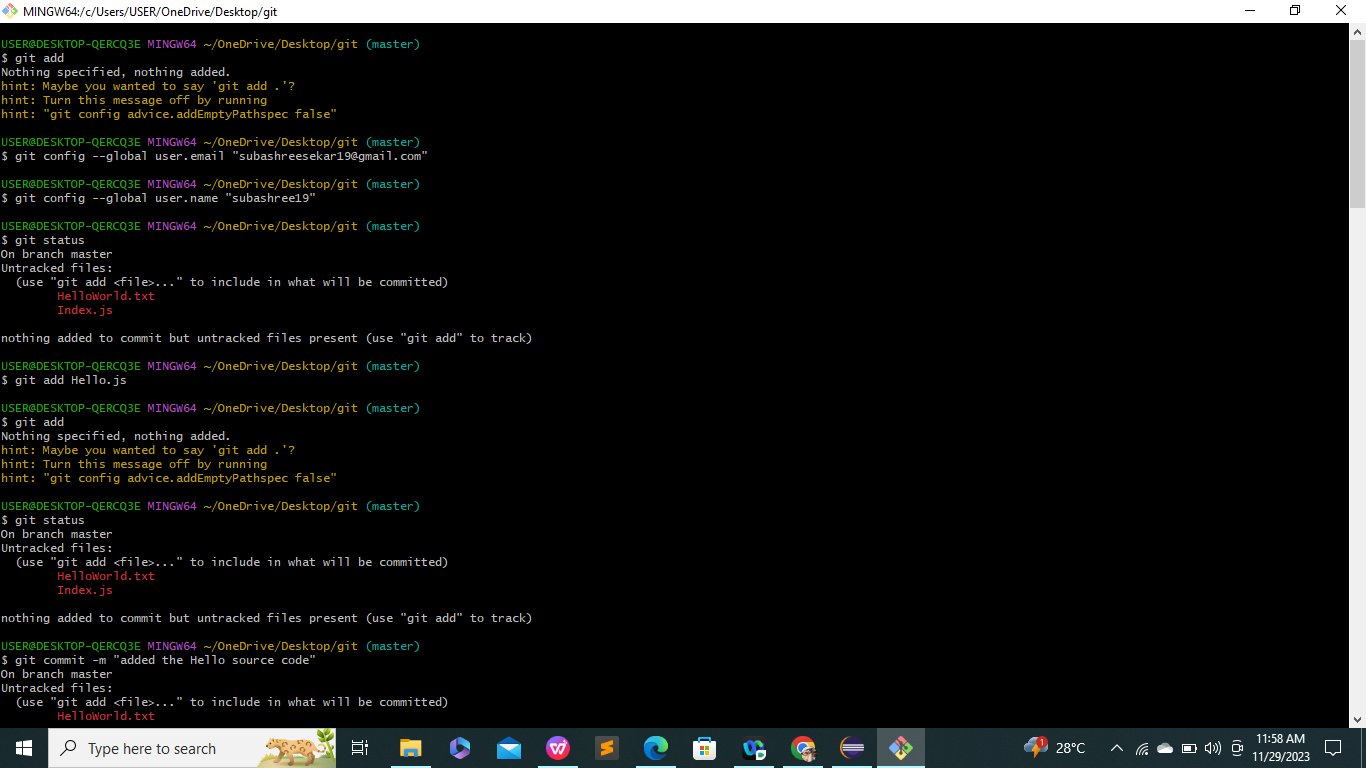 MINGW64:/c/Users/USER/OneDrive/Desktop/git
USER@DESKTOP-QERCQ3E MINGW64 ~/OneDrive/Desktop/git (master)
$ git add
Nothing specified, nothing added.
hint: Maybe you wanted to say 'git add .'?
hint: Turn this message off by running
hint: "git config advice.addEmptyPathspec false"
USER@DESKTOP-QERCQ3E MINGW64 ~/OneDrive/Desktop/git (master)
$ git config --global user.email "subashreesekar19@gmail.com"
USER@DESKTOP-QERCQ3E MINGW64 ~/OneDrive/Desktop/git (master)
$ git config --global user.name "subashree19"
USER@DESKTOP-QERCQ3E MINGW64 ~/OneDrive/Desktop/git (master)
$ git status
On branch master
Untracked files:
  (use "git add <file>..." to include in what will be committed)
        HelloWorld.txt
        Index.js
nothing added to commit but untracked files present (use "git add" to track)
USER@DESKTOP-QERCQ3E MINGW64 ~/OneDrive/Desktop/git (master)
$ git add Hello.js
USER@DESKTOP-QERCQ3E MINGW64 ~/OneDrive/Desktop/git (master)
$ git add
Nothing specified, nothing added.
hint: Maybe you wanted to say 'git add .'?
hint: Turn this message off by running
hint: "git config advice.addEmptyPathspec false"
USER@DESKTOP-QERCQ3E MINGW64 ~/OneDrive/Desktop/git (master)
$ git status
On branch master
Untracked files:
  (use "git add <file>..." to include in what will be committed)
        HelloWorld.txt
        Index.js
nothing added to commit but untracked files present (use "git add" to track)
USER@DESKTOP-QERCQ3E MINGW64 ~/OneDrive/Desktop/git (master)
$ git commit -m "added the Hello source code"
On branch master
Untracked files:
  (use "git add <file>..." to include in what will be committed)
        HelloWorld.txt
Type here to search
1
28°C
11:58 AM
11/29/2023